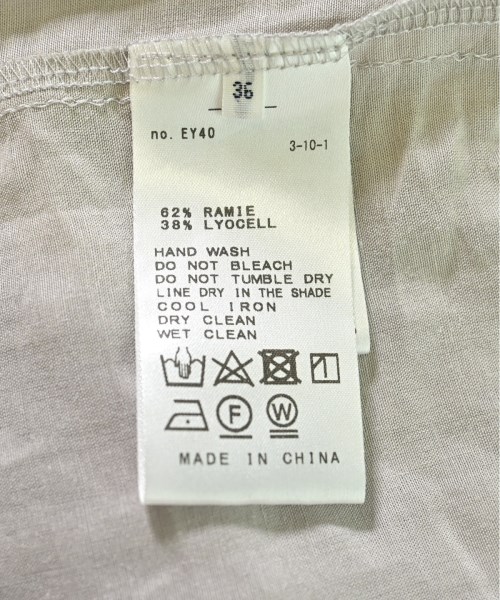 36
no. EY40
3-10-1
62% RAMIE
38% LYOCELL
HAND WASH
DO NOT BLEACH
DO NOT TUMBLE DRY
LINE DRY IN THE SHADE
COOL IRON
DRY CLEAN
WET CLEAN
F W
MADE IN CHINA